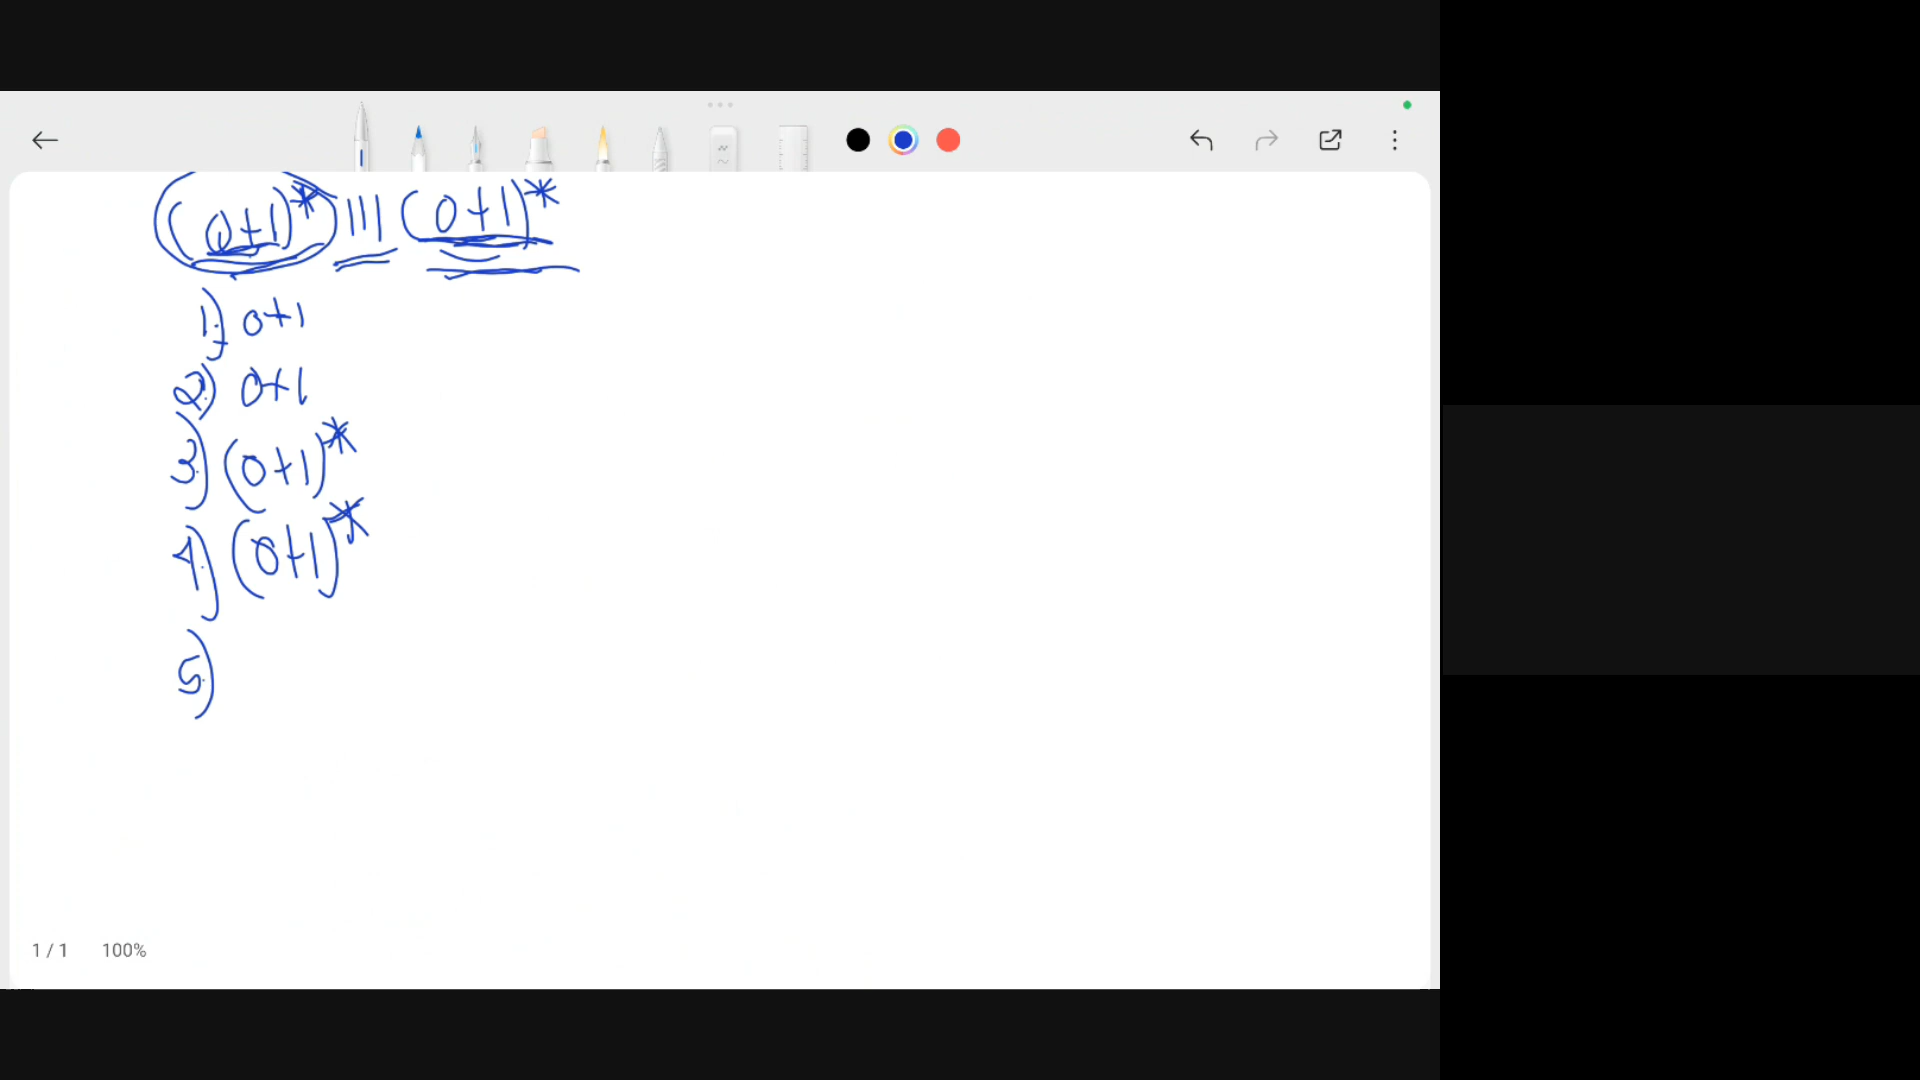 (0+1)* 111 (0+1)*
1.) 0+1
2.) 0+1
3.) (0+1)*
4.) (0+1)*
5.)
1 / 1 100%